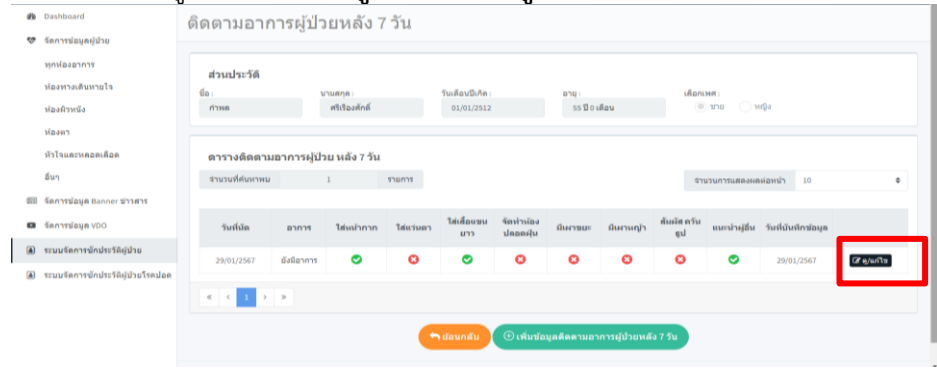 Dashboard
จัดการข้อมูลผู้ป่วย
ทุกห้องอาการ
ห้องทางเดินหายใจ
ห้องผิวหนัง
ห้องตา
หัวใจและหลอดเลือด
อื่นๆ
จัดการข้อมูล Banner ข่าวสาร
จัดการข้อมูล VDO
ระบบจัดการซักประวัติผู้ป่วย
ระบบจัดการซักประวัติผู้ป่วยโรคปอด
ติดตามอาการผู้ป่วยหลัง 7 วัน
ส่วนประวัติ
ชื่อ : นามสกุล : วันเดือนปีเกิด : อายุ : เลือกเพศ :
กำพล ศรีเรืองศักดิ์ 01/01/2512 55 ปี 0 เดือน ชาย หญิง
ตารางติดตามอาการผู้ป่วย หลัง 7 วัน
จำนวนที่ค้นหาพบ 1 รายการ จำนวนการแสดงผลต่อหน้า 10
วันที่นัด อาการ ใส่หน้ากาก ใส่แว่นตา ใส่เสื้อแขนยาว จัดทำห้องปลอดฝุ่น มีเผาขยะ มีเผาหญ้า สัมผัส ควันธูป แนะนำผู้อื่น วันที่บันทึกข้อมูล
29/01/2567 ยังมีอาการ 29/01/2567 ดู/แก้ไข
« < 1 > »
ย้อนกลับ เพิ่มข้อมูลติดตามอาการผู้ป่วยหลัง 7 วัน